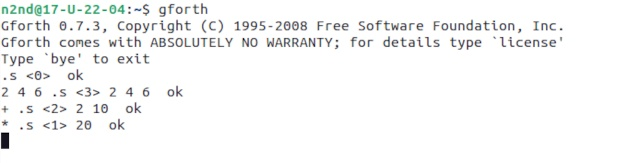 n2nd@17-U-22-04:~$ gforth
Gforth 0.7.3, Copyright (C) 1995-2008 Free Software Foundation, Inc.
Gforth comes with ABSOLUTELY NO WARRANTY; for details type `license'
Type `bye' to exit
.s <0>  ok
2 4 6 .s <3> 2 4 6  ok
+ .s <2> 2 10  ok
* .s <1> 20  ok